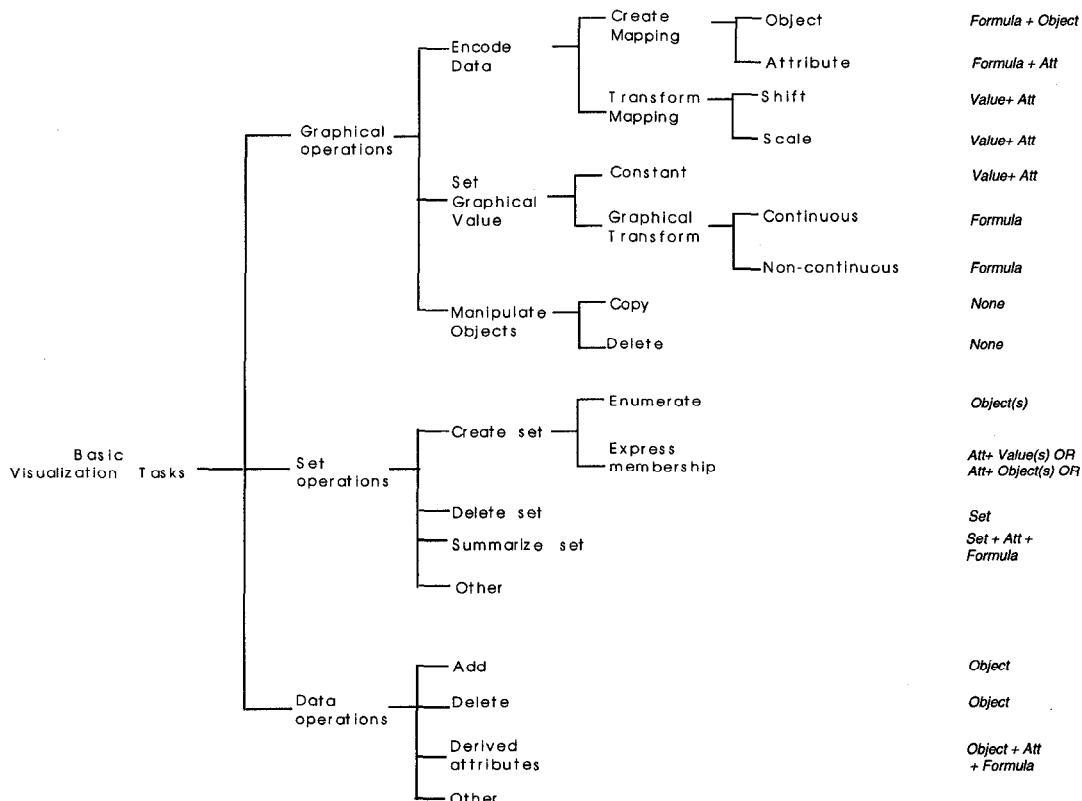 Create
Mapping
Object
Formula + Object
Encode
Data
Attribute
Formula + Att
Transform
Mapping
Shift
Value+ Att
Graphical
operations
Scale
Value+ Att
Set
Graphical
Value
Constant
Value+ Att
Graphical
Transform
Continuous
Formula
Non-continuous
Formula
Manipulate
Objects
Copy
None
Delete
None
Enumerate
Object(s)
Create set
Express
membership
Att+ Value(s) OR
Att+ Object(s) OR
Basic
Visualization Tasks
Set
operations
Delete set
Set
Summarize set
Set + Att +
Formula
Other
Add
Object
Data
operations
Delete
Object
Derived
attributes
Object + Att
+ Formula
Other